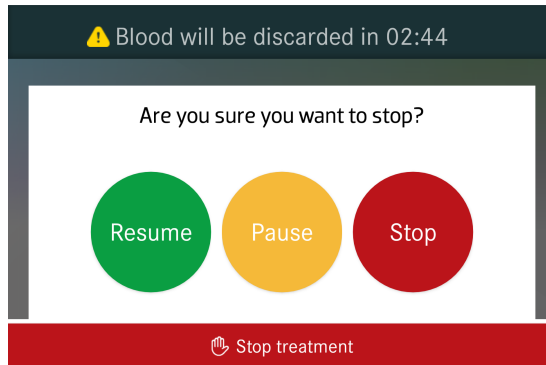 Blood will be discarded in 02:44
Are you sure you want to stop?
Resume Pause Stop
Stop treatment